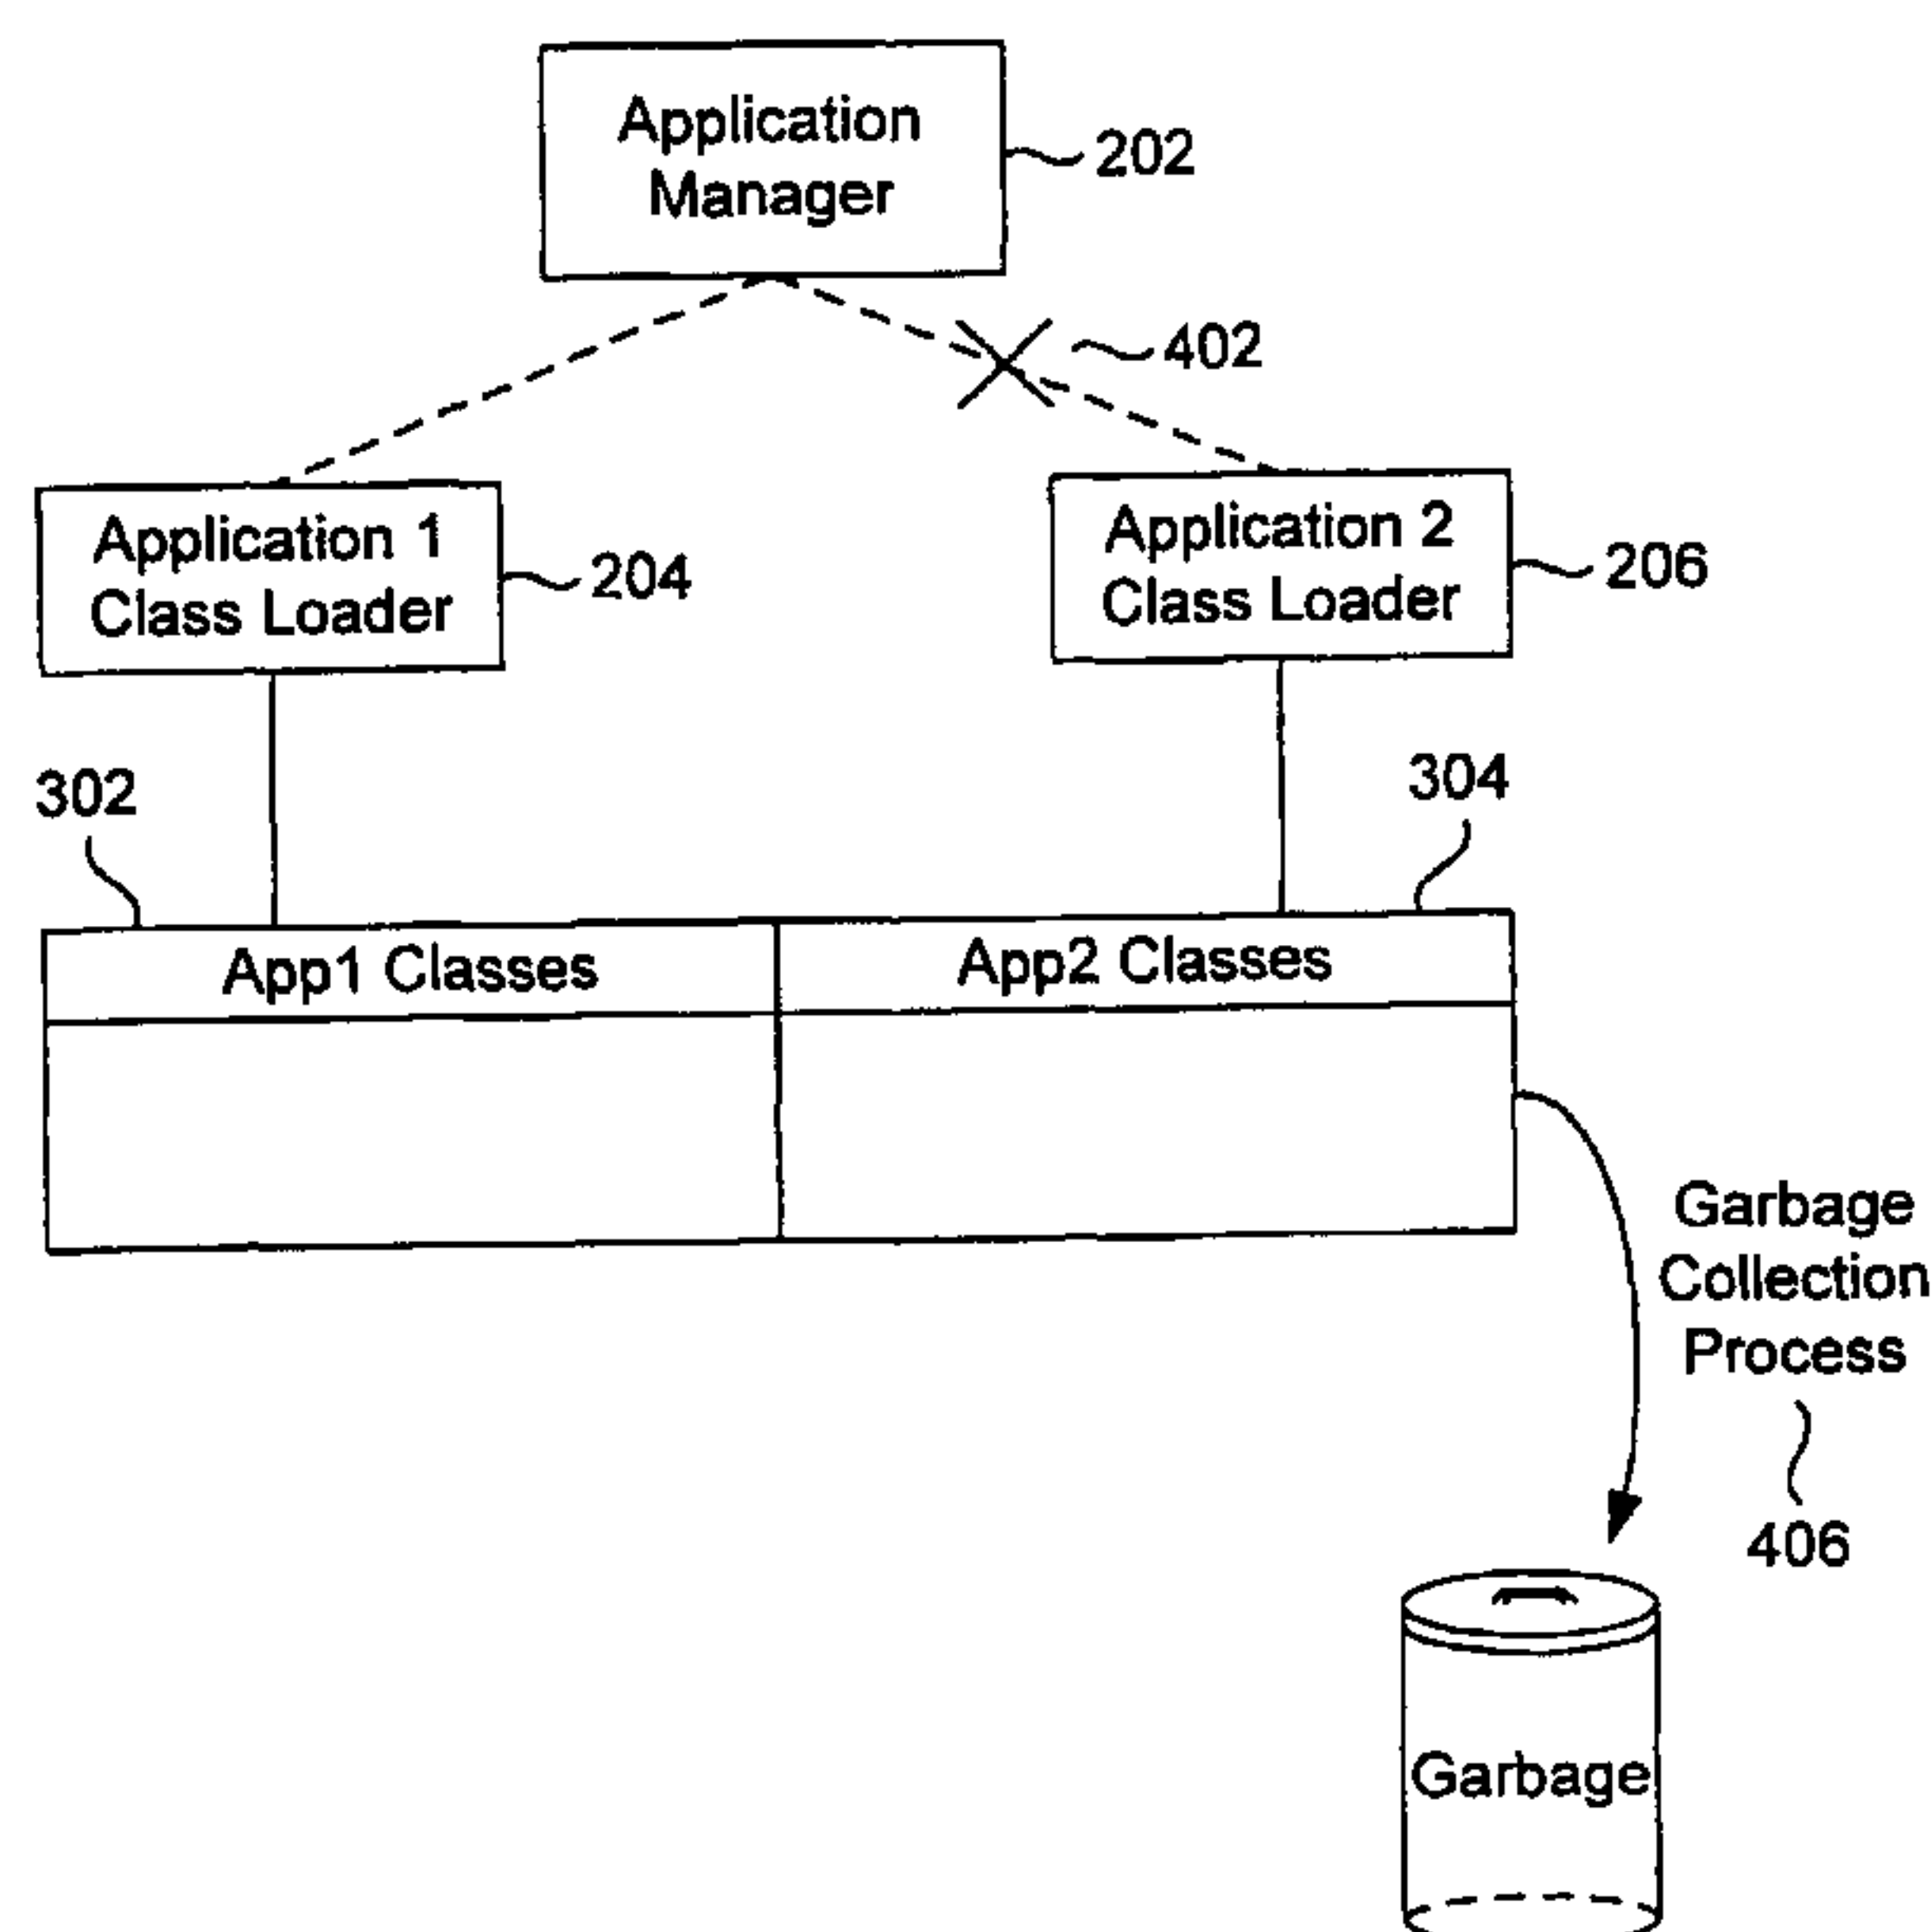 Application
Manager
202
402
Application 1
Class Loader
204
Application 2
Class Loader
206
302
304
App1 Classes
App2 Classes
Garbage
Collection
Process
406
Garbage